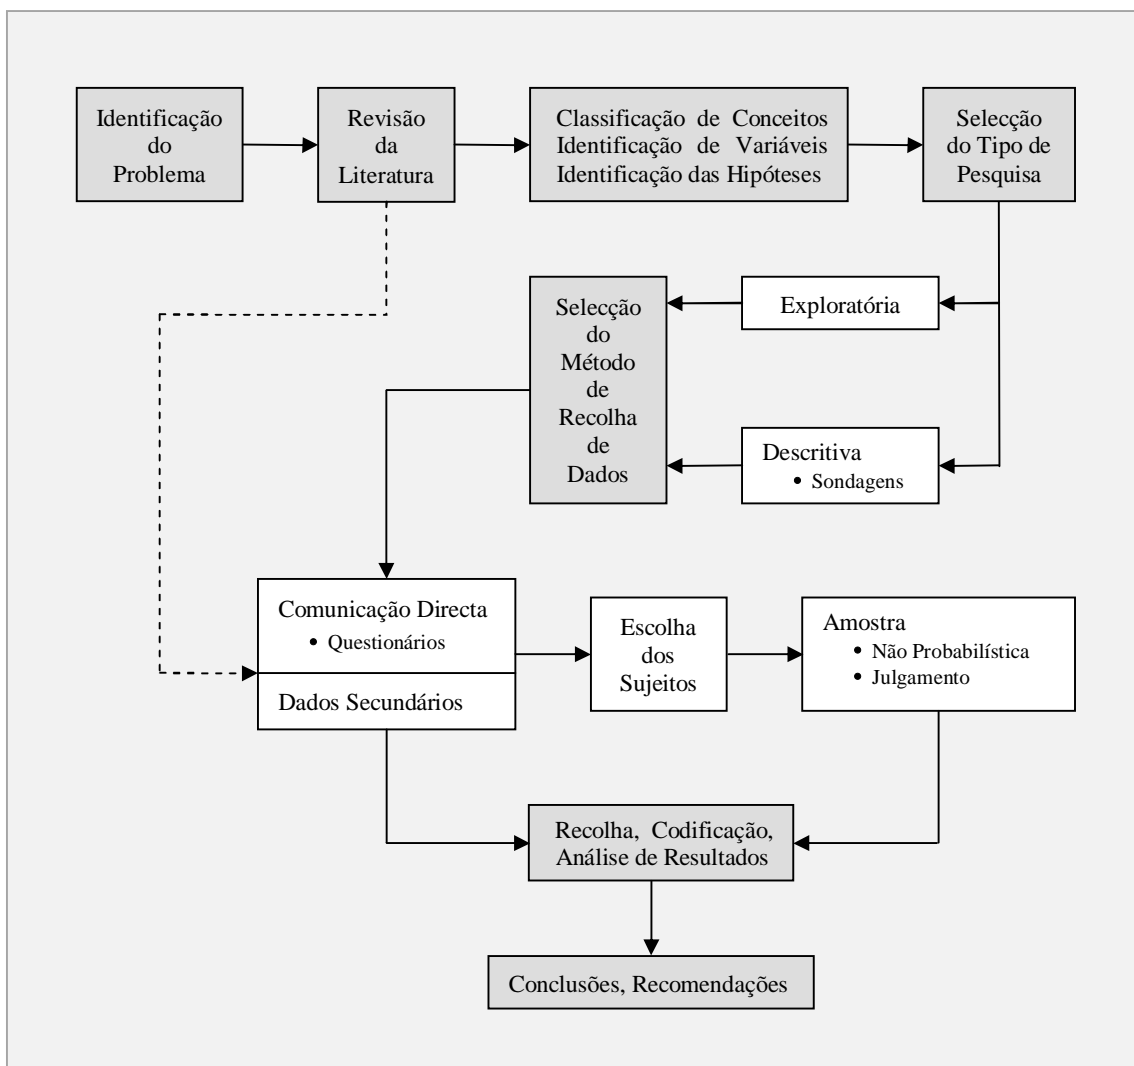 Identificação
do
Problema
Revisão
da
Literatura
Classificação de Conceitos
Identificação de Variáveis
Identificação das Hipóteses
Selecção
do Tipo de
Pesquisa
Exploratória
Descritiva
• Sondagens
Selecção
do
Método
de
Recolha
de
Dados
Comunicação Directa
• Questionários
Dados Secundários
Escolha
dos
Sujeitos
Amostra
• Não Probabilística
• Julgamento
Recolha, Codificação,
Análise de Resultados
Conclusões, Recomendações